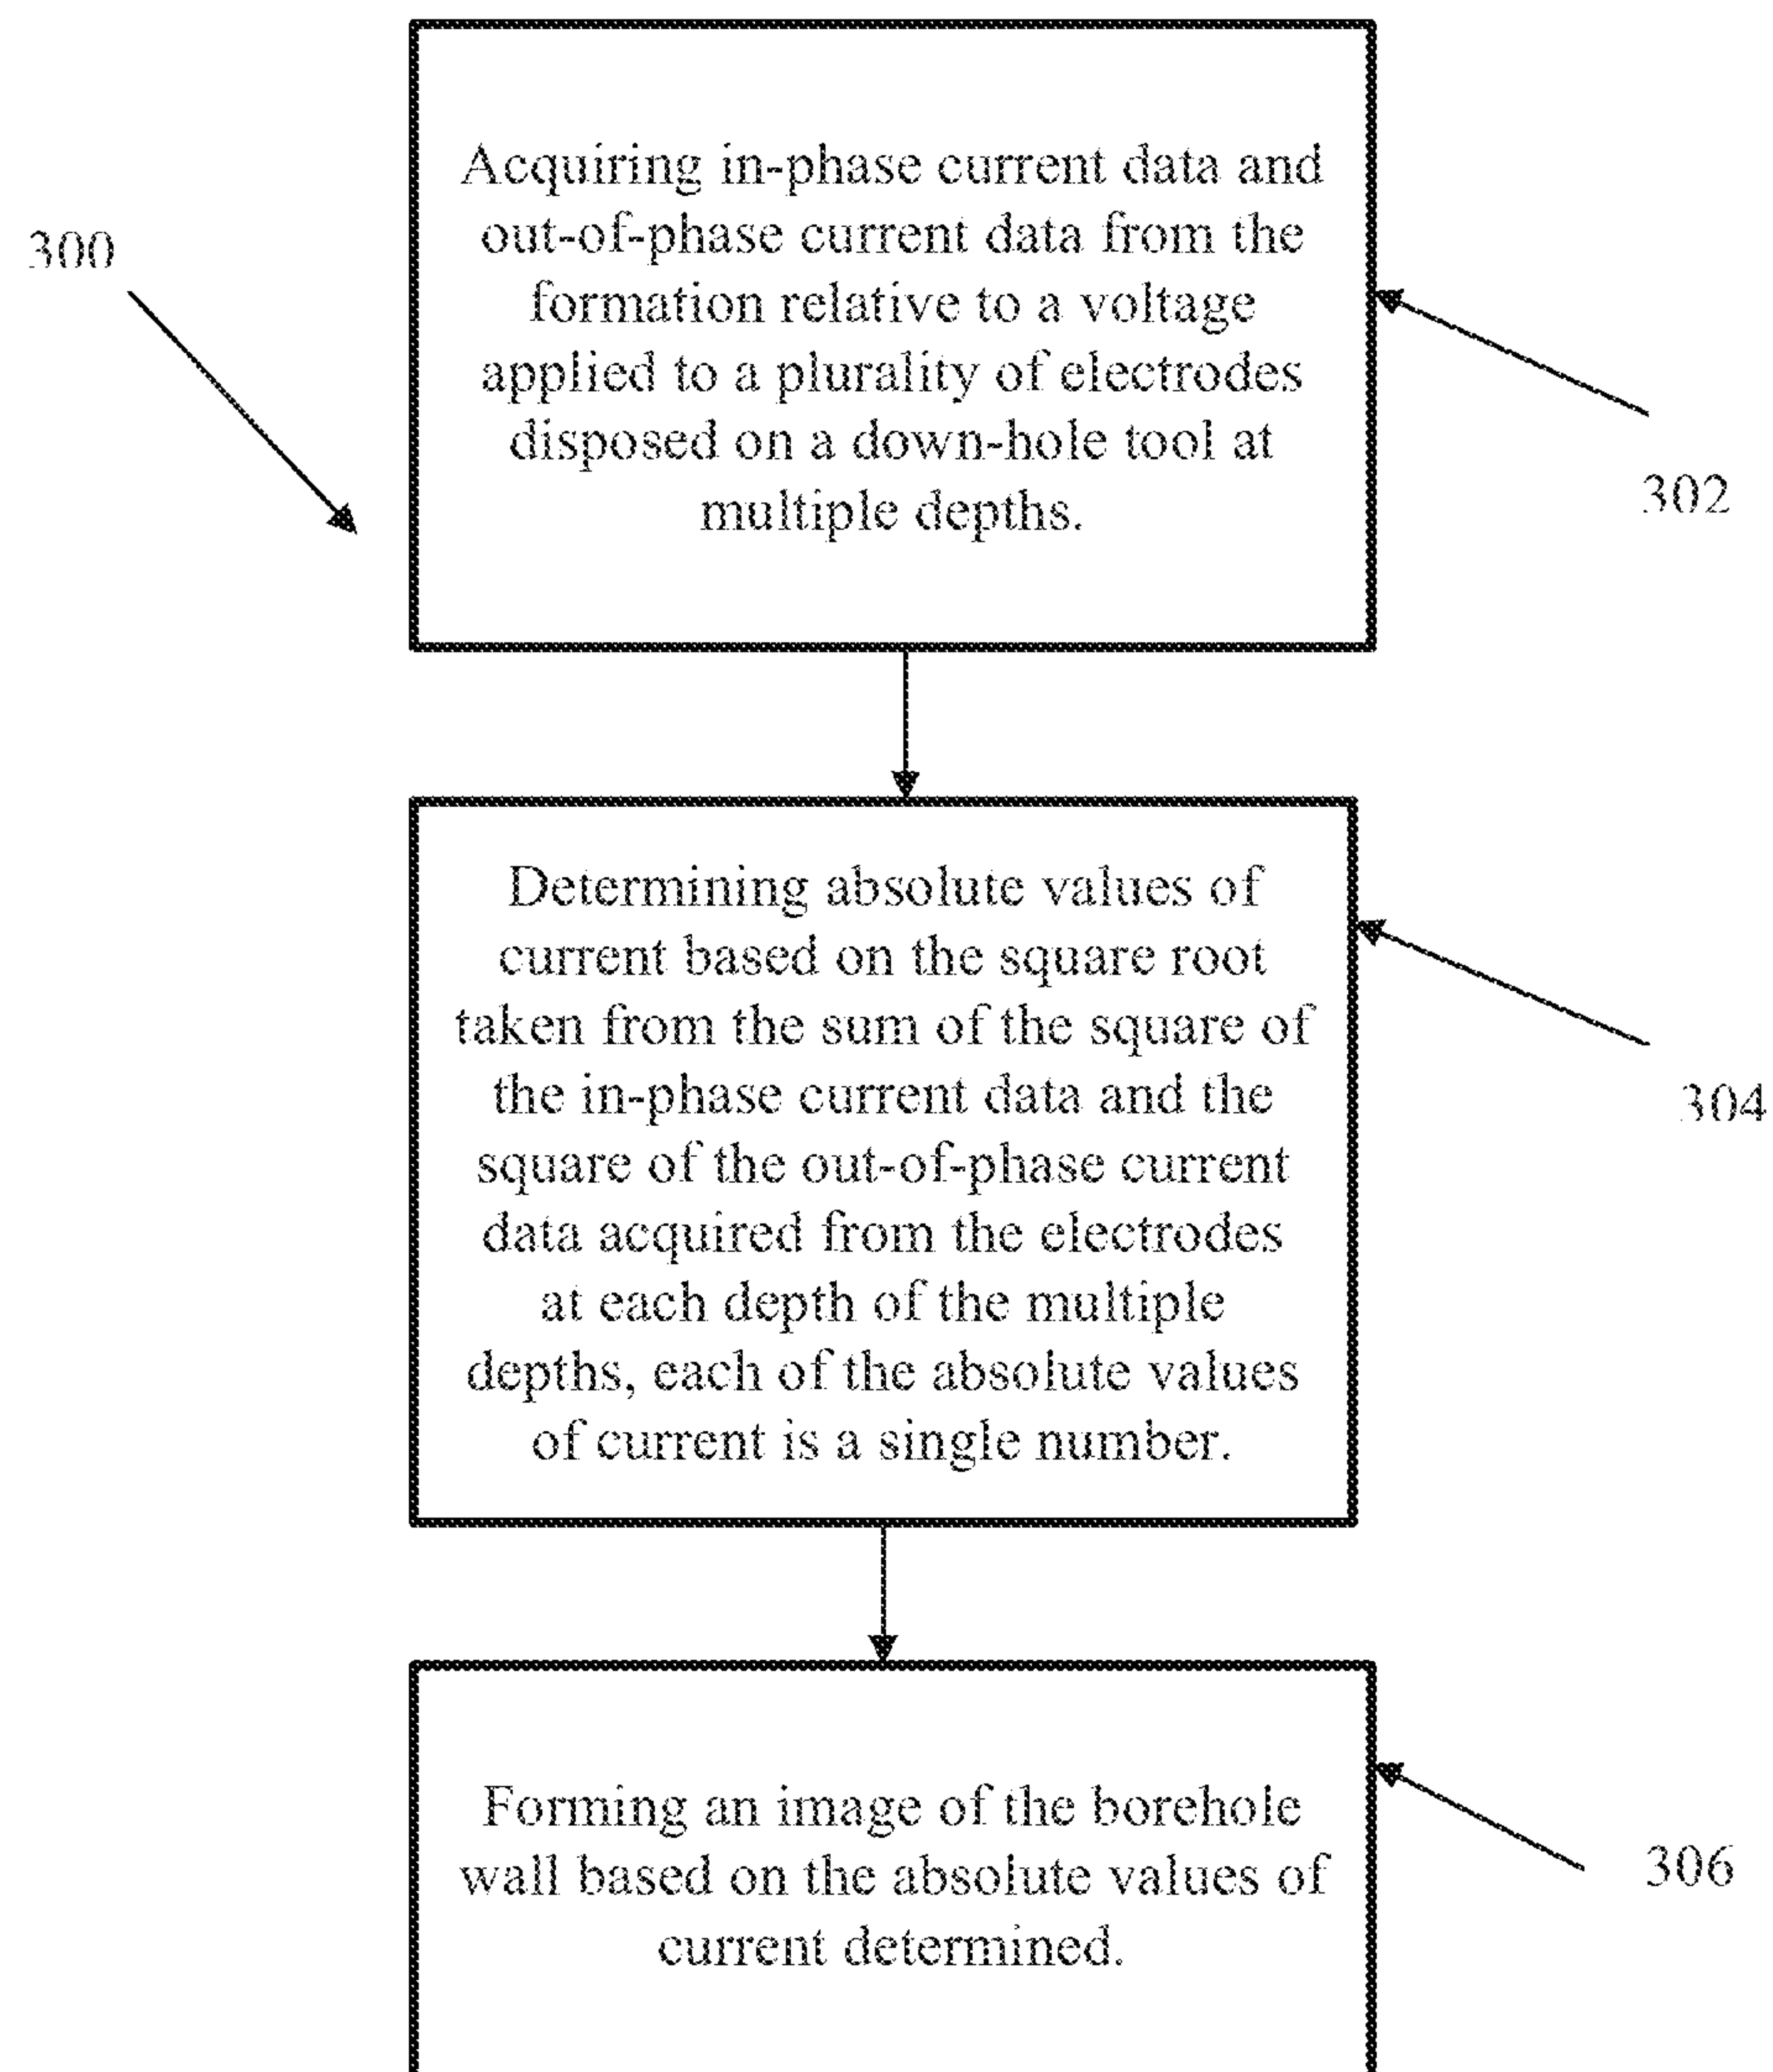 300
Acquiring in-phase current data and
out-of-phase current data from the
formation relative to a voltage
applied to a plurality of electrodes
disposed on a down-hole tool at
multiple depths.
302
Determining absolute values of
current based on the square root
taken from the sum of the square of
the in-phase current data and the
square of the out-of-phase current
data acquired from the electrodes
at each depth of the multiple
depths, each of the absolute values
of current is a single number.
304
Forming an image of the borehole
wall based on the absolute values of
current determined.
306